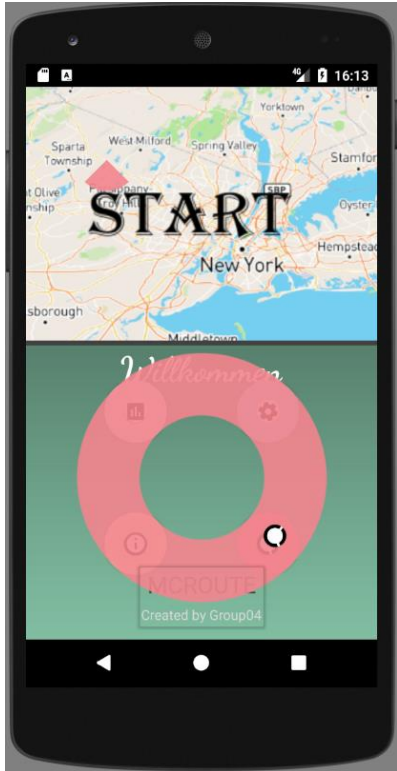 A 4G 16:13
Yorktown
Sparta
Township
West Milford
Spring Valley
Stamfor
t Olive
nship
SBP
START
Oyster
New York
Hempstead
sborough
Middletown
Willkommen
MCROUTE
Created by Group04